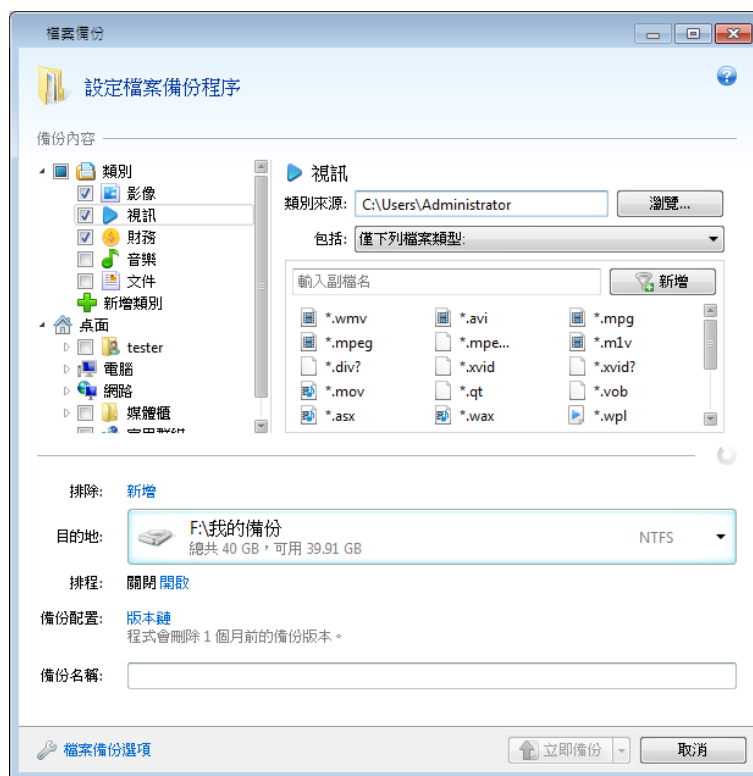 檔案備份
設定檔案備份程序
備份內容
類別
影像
視訊
財務
音樂
文件
新增類別
桌面
tester
電腦
網路
媒體櫃
視訊
類別來源: C:\Users\Administrator 瀏覽...
包括: 僅下列檔案類型:
輸入副檔名 新增
*.wmv *.avi *.mpg
*.mpeg *.mpe... *.m1v
*.div? *.xvid *.xvid?
*.mov *.qt *.vob
*.asx *.wax *.wpl
排除: 新增
目的地: F:\我的備份 NTFS
總共 40 GB，可用 39.91 GB
排程: 關閉 開啟
備份配置: 版本鏈
程式會刪除 1 個月前的備份版本。
備份名稱:
檔案備份選項 立即備份 取消